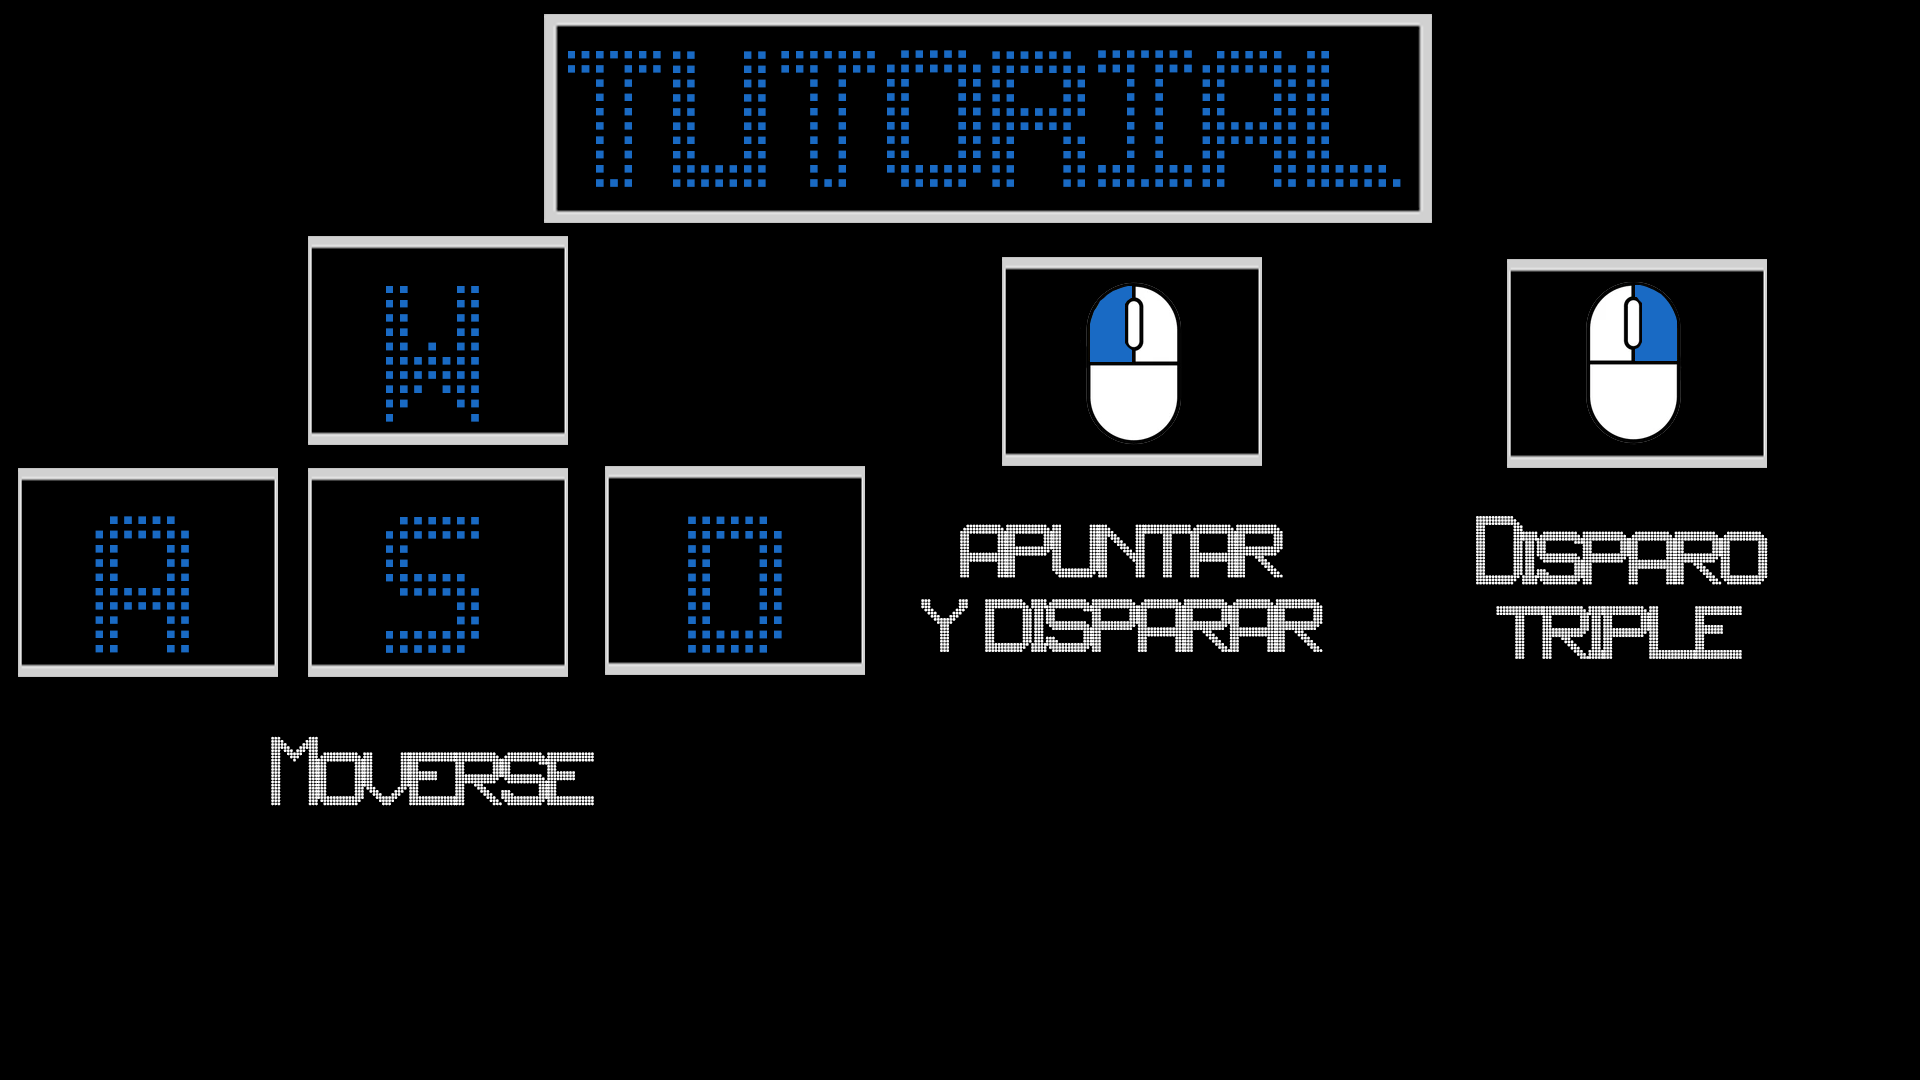 TUTORIAL
W
A S D
APUNTAR
Y DISPARAR
DISPARO
TRIPLE
MOVERSE